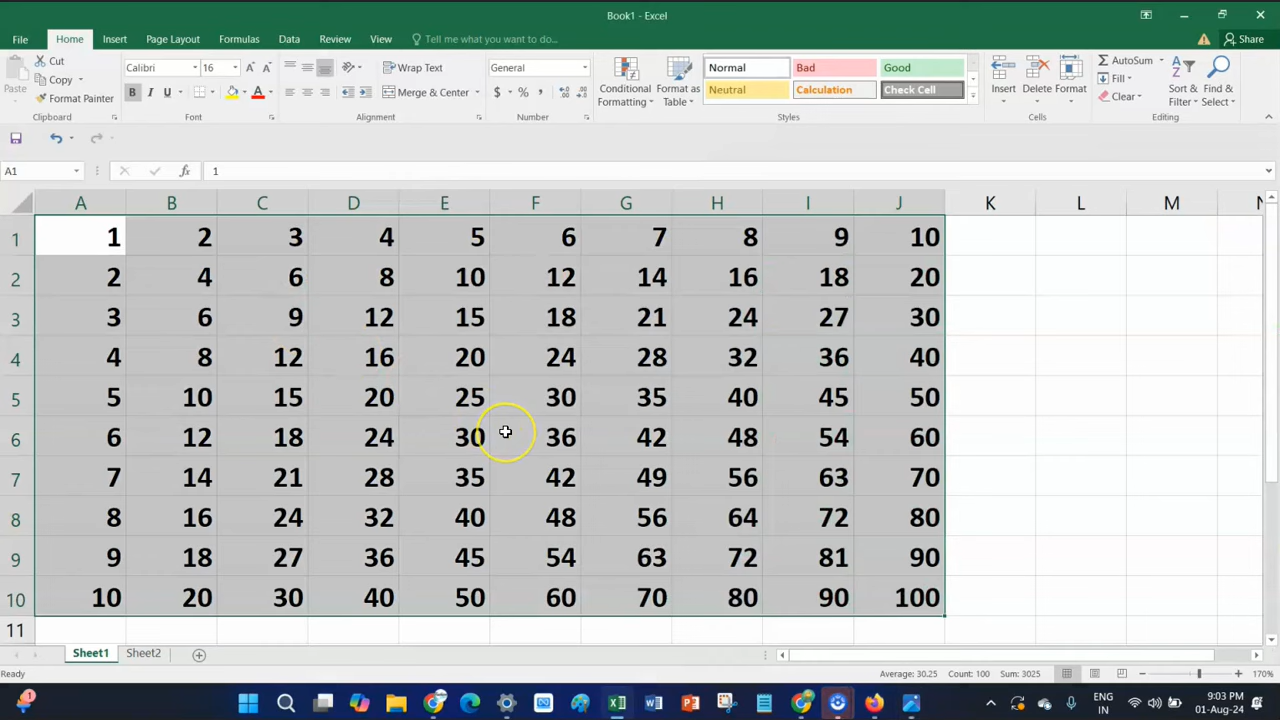 Book1 - Excel
File Home Insert Page Layout Formulas Data Review View Tell me what you want to do... Share
Cut
Copy
Format Painter
Paste
Clipboard
Calibri 16
B I U
Font
Wrap Text
Merge & Center
Alignment
General
$ % ,
Number
Conditional Formatting
Format as Table
Normal Bad Good
Neutral Calculation Check Cell
Styles
Insert Delete Format
Cells
AutoSum
Fill
Clear
Sort & Filter
Find & Select
Editing
A1 fx 1
A B C D E F G H I J K L M N
1 1 2 3 4 5 6 7 8 9 10
2 2 4 6 8 10 12 14 16 18 20
3 3 6 9 12 15 18 21 24 27 30
4 4 8 12 16 20 24 28 32 36 40
5 5 10 15 20 25 30 35 40 45 50
6 6 12 18 24 30 36 42 48 54 60
7 7 14 21 28 35 42 49 56 63 70
8 8 16 24 32 40 48 56 64 72 80
9 9 18 27 36 45 54 63 72 81 90
10 10 20 30 40 50 60 70 80 90 100
11
Sheet1 Sheet2
Ready Average: 30.25 Count: 100 Sum: 3025 170%
1 ENG 9:03 PM
IN 01-Aug-24